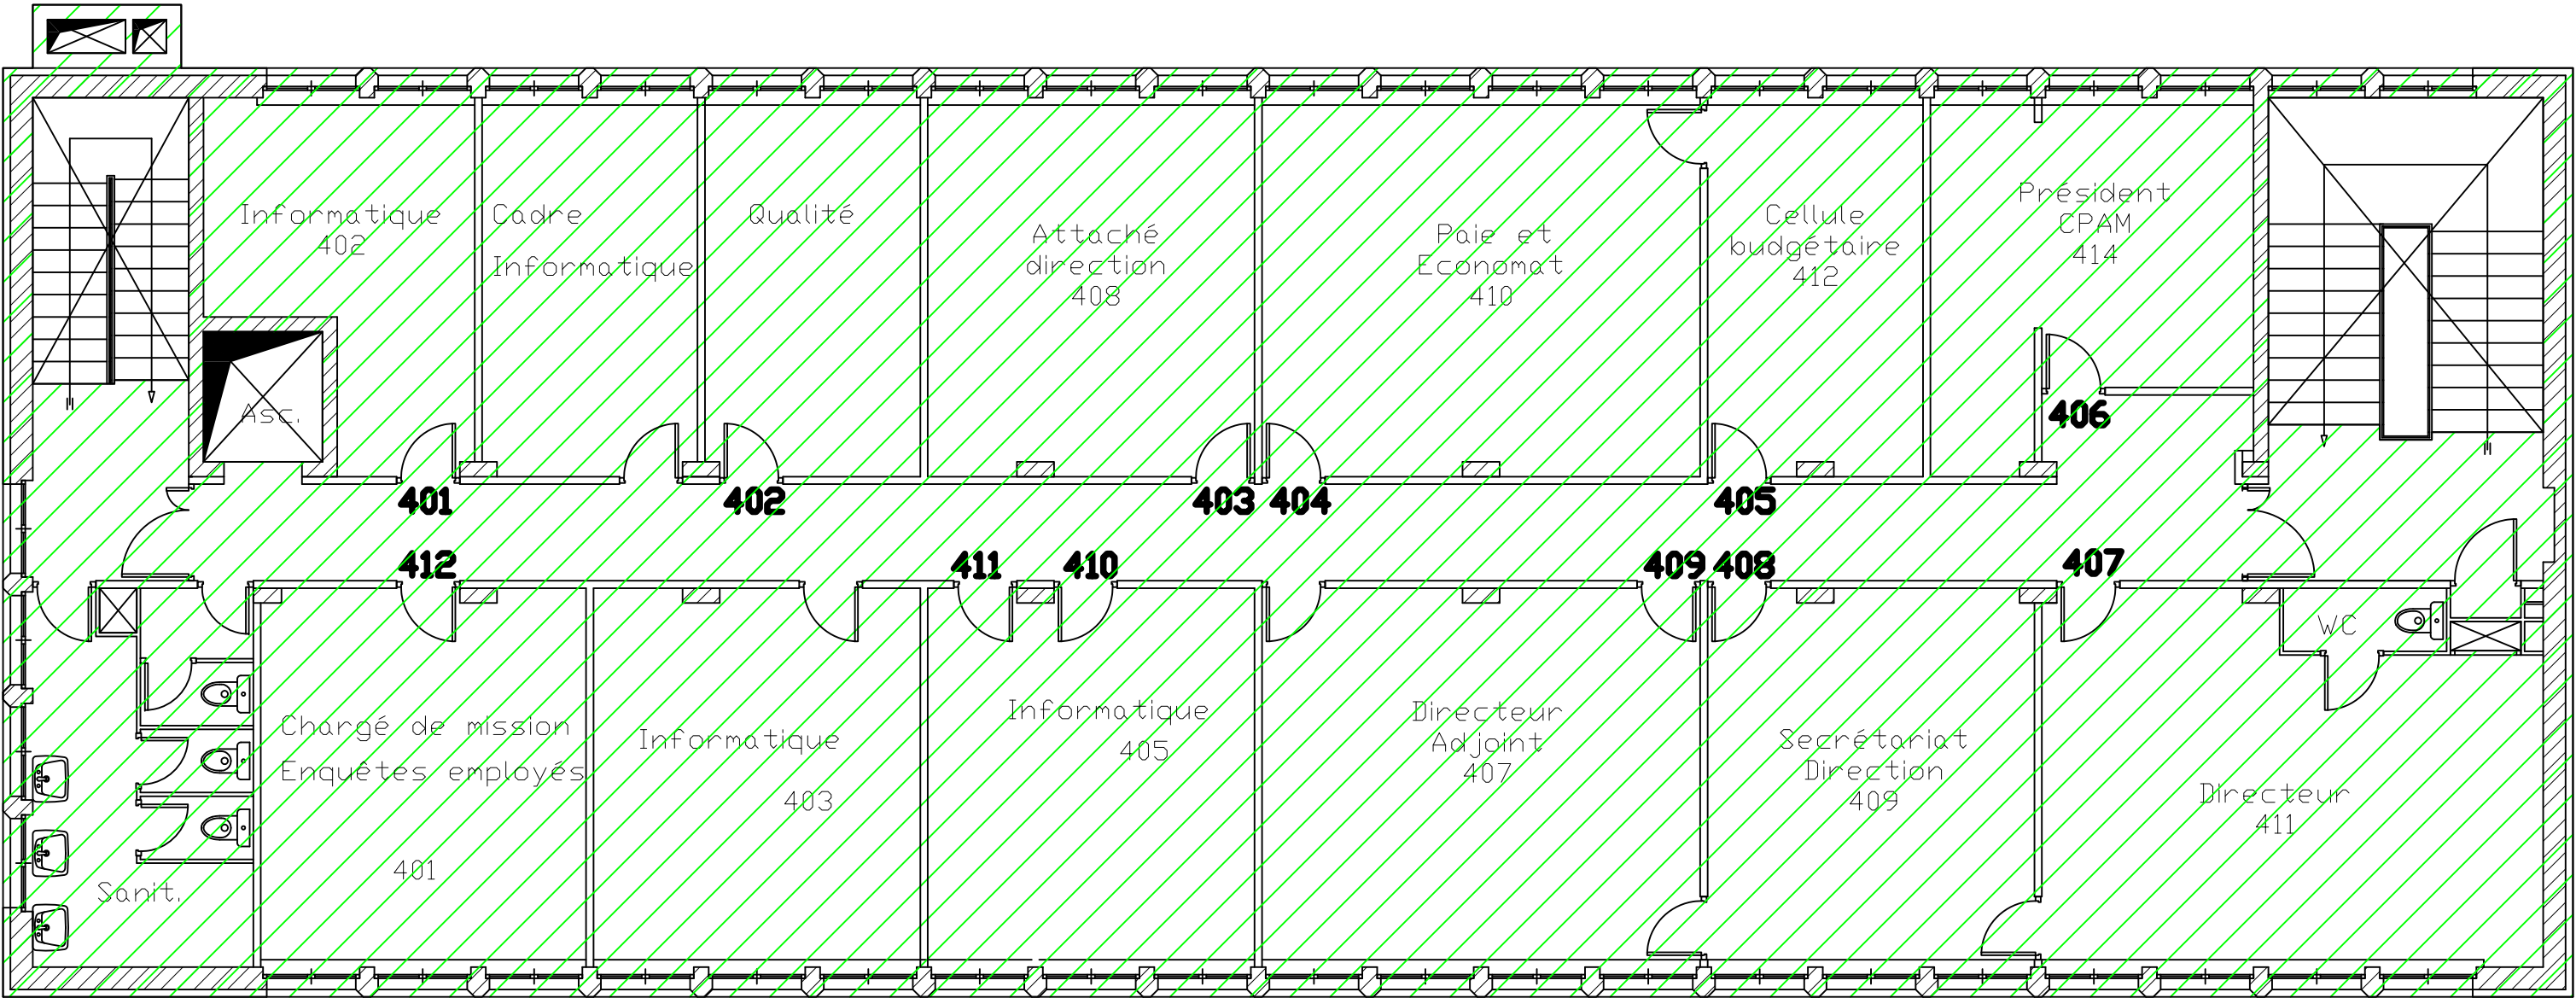 Informatique
402
Cadre
Informatique
Qualité
Attaché
direction
408
Paie et
Economat
410
Cellule
budgétaire
412
Président
CPAM
414
Asc.
401
402
403
404
405
406
412
411
410
409
408
407
Chargé de mission
Enquêtes employés
401
Informatique
403
Informatique
405
Directeur
Adjoint
407
Secrétariat
Direction
409
WC
Directeur
411
Sanit.